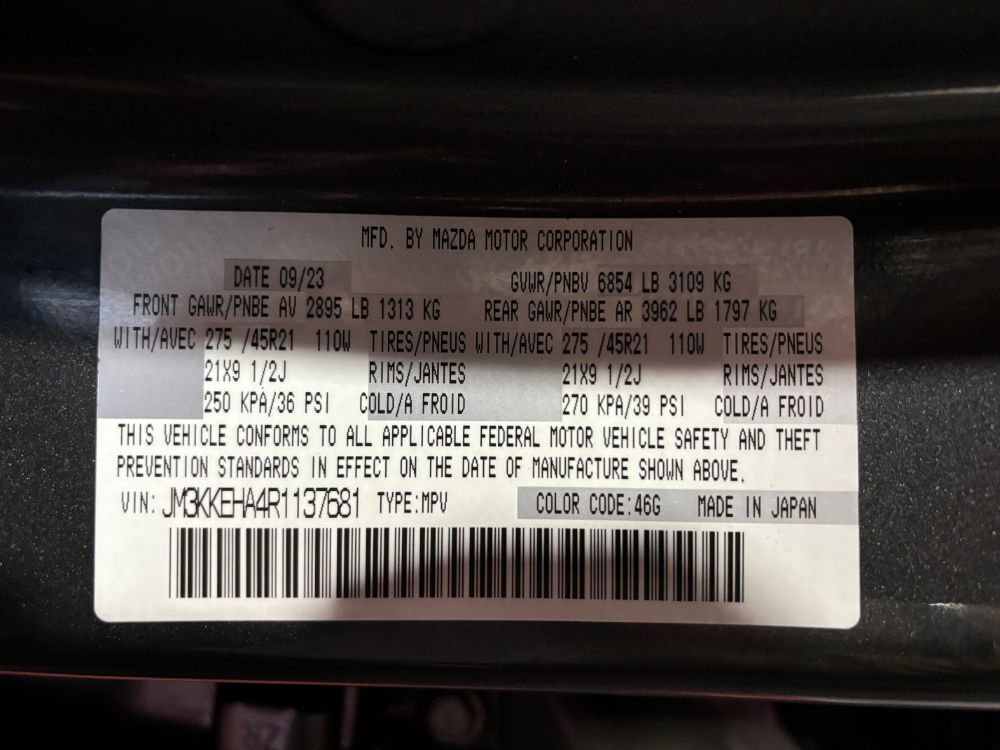 MFD. BY MAZDA MOTOR CORPORATION
DATE 09/23 GVWR/PNBV 6854 LB 3109 KG
FRONT GAWR/PNBE AV 2895 LB 1313 KG REAR GAWR/PNBE AR 3962 LB 1797 KG
WITH/AVEC 275 /45R21 110W TIRES/PNEUS WITH/AVEC 275 /45R21 110W TIRES/PNEUS
21X9 1/2J RIMS/JANTES 21X9 1/2J RIMS/JANTES
250 KPA/36 PSI COLD/A FROID 270 KPA/39 PSI COLD/A FROID
THIS VEHICLE CONFORMS TO ALL APPLICABLE FEDERAL MOTOR VEHICLE SAFETY AND THEFT
PREVENTION STANDARDS IN EFFECT ON THE DATE OF MANUFACTURE SHOWN ABOVE.
VIN: JM3KKEHA4R1137681 TYPE:MPV COLOR CODE:46G MADE IN JAPAN